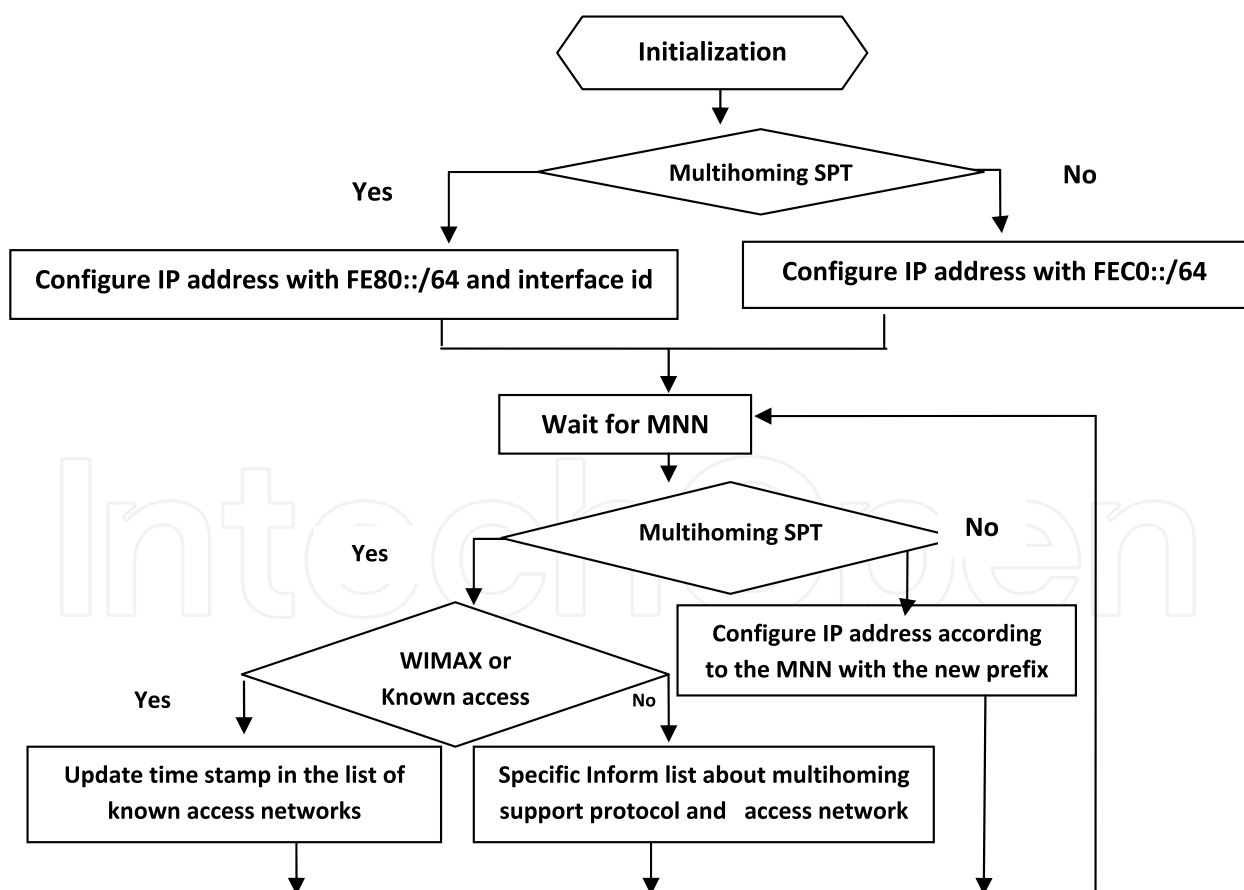 Initialization
Multihoming SPT
Yes
No
Configure IP address with FE80::/64 and interface id
Configure IP address with FEC0::/64
Wait for MNN
Multihoming SPT
Yes
No
Configure IP address according
to the MNN with the new prefix
WIMAX or
Known access
Yes
No
Update time stamp in the list of
known access networks
Specific Inform list about multihoming
support protocol and access network
IntechOpen